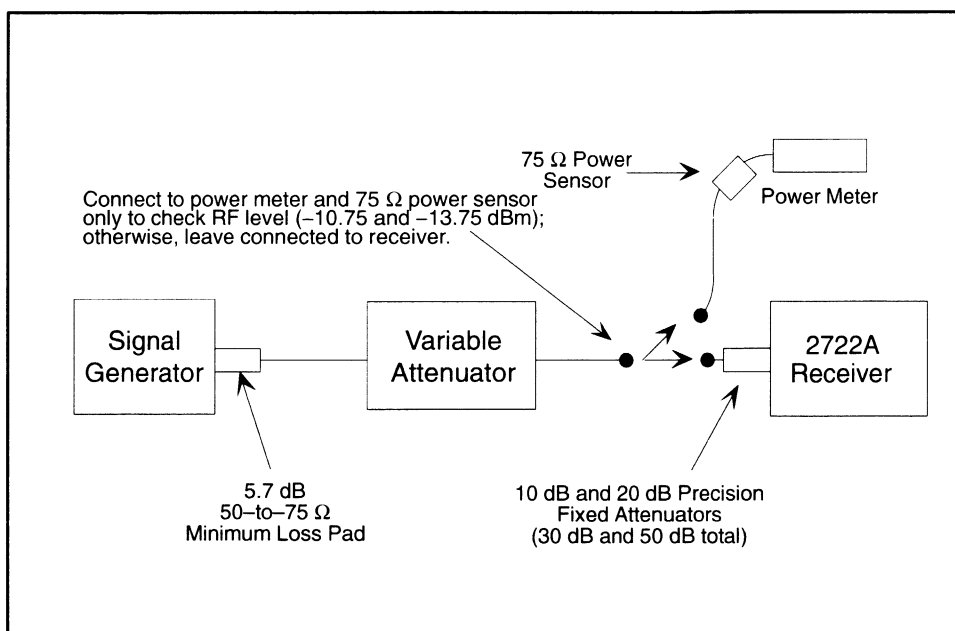 75 Ω Power
Sensor
Power Meter
Connect to power meter and 75 Ω power sensor
only to check RF level (–10.75 and –13.75 dBm);
otherwise, leave connected to receiver.
Signal
Generator
Variable
Attenuator
2722A
Receiver
5.7 dB
50–to–75 Ω
Minimum Loss Pad
10 dB and 20 dB Precision
Fixed Attenuators
(30 dB and 50 dB total)